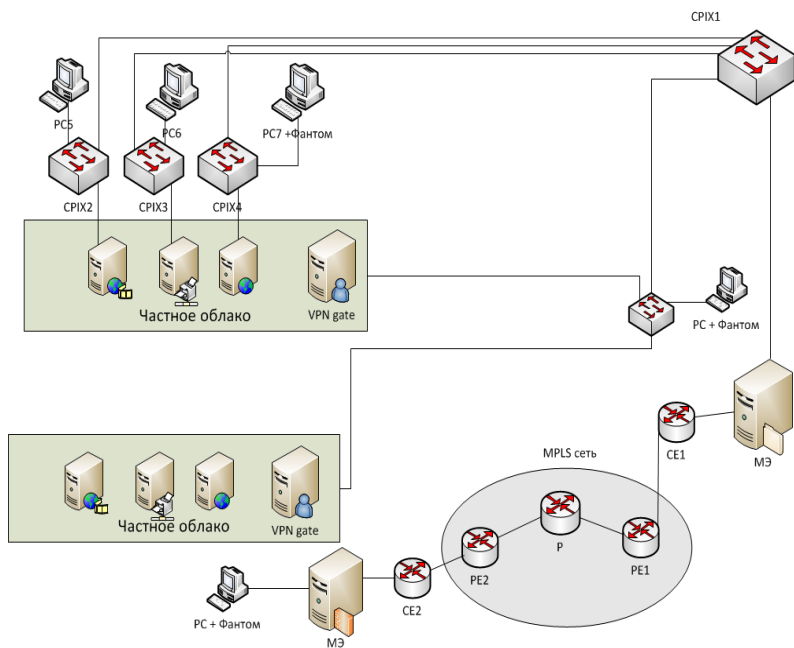 CPIX1
PC5
PC6
PC7 +Фантом
CPIX2
CPIX3
CPIX4
Частное облако
VPN gate
PC + Фантом
CE1
МЭ
MPLS сеть
P
PE1
PE2
CE2
Частное облако
VPN gate
PC + Фантом
МЭ